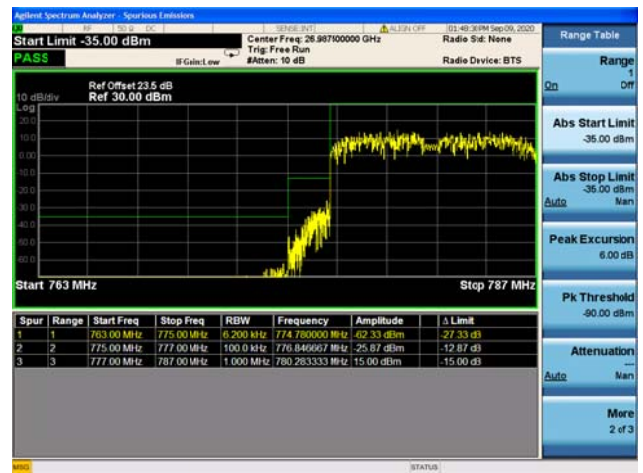 Agilent Spectrum Analyzer - Spurious Emissions
RF 50 Ω DC SENSE:INT ALIGN OFF 01:48:36PM Sep 09, 2020
Start Limit -35.00 dBm
Center Freq: 26.987100000 GHz
Radio Std: None
Trig: Free Run
PASS
IFGain:Low
#Atten: 10 dB
Radio Device: BTS
Ref Offset 23.5 dB
10 dB/div Ref 30.00 dBm
Log
20.0
10.0
0.00
-10.0
-20.0
-30.0
-40.0
-50.0
-60.0
Start 763 MHz
Stop 787 MHz
Spur Range Start Freq Stop Freq RBW Frequency Amplitude Δ Limit
1 1 763.00 MHz 775.00 MHz 6.200 kHz 774.780000 MHz -62.33 dBm -27.33 dB
2 2 775.00 MHz 777.00 MHz 100.0 kHz 776.846667 MHz -25.87 dBm -12.87 dB
3 3 777.00 MHz 787.00 MHz 1.000 MHz 780.283333 MHz 15.00 dBm -15.00 dB
Range Table
Range
1
On Off
Abs Start Limit
-35.00 dBm
Abs Stop Limit
-35.00 dBm
Auto Man
Peak Excursion
6.00 dB
Pk Threshold
-90.00 dBm
Attenuation
---
Auto Man
More
2 of 3
MSG
STATUS